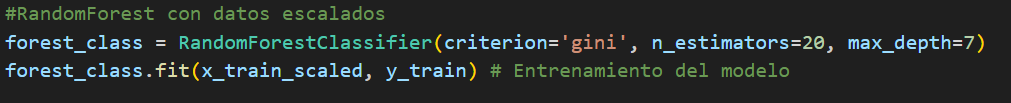 #RandomForest con datos escalados
forest_class = RandomForestClassifier(criterion='gini', n_estimators=20, max_depth=7)
forest_class.fit(x_train_scaled, y_train) # Entrenamiento del modelo